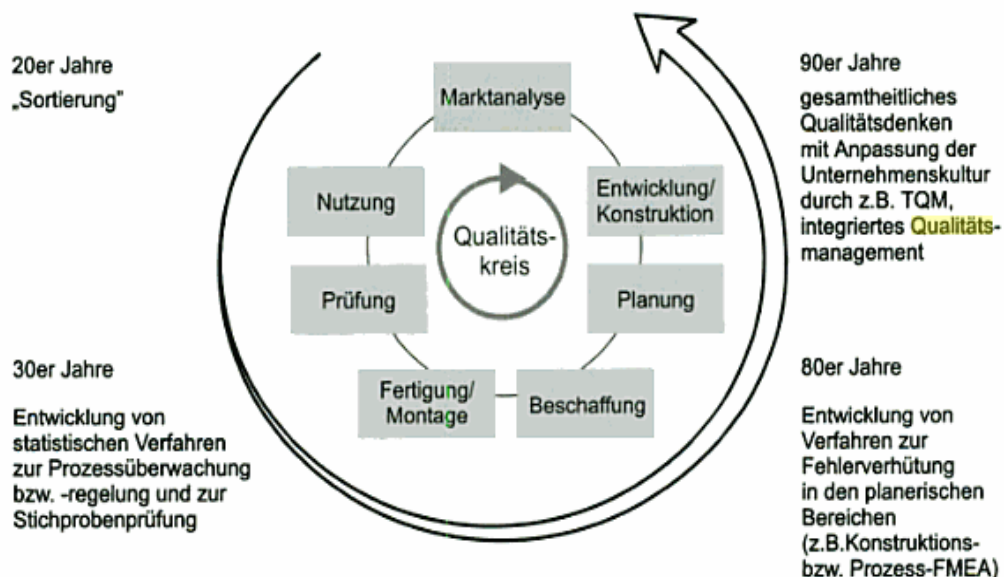 20er Jahre
„Sortierung"
30er Jahre
Entwicklung von
statistischen Verfahren
zur Prozessüberwachung
bzw. -regelung und zur
Stichprobenprüfung
Marktanalyse
Entwicklung/
Konstruktion
Planung
Beschaffung
Fertigung/
Montage
Prüfung
Nutzung
Qualitäts-
kreis
90er Jahre
gesamtheitliches
Qualitätsdenken
mit Anpassung der
Unternehmenskultur
durch z.B. TQM,
integriertes Qualitäts-
management
80er Jahre
Entwicklung von
Verfahren zur
Fehlerverhütung
in den planerischen
Bereichen
(z.B.Konstruktions-
bzw. Prozess-FMEA)